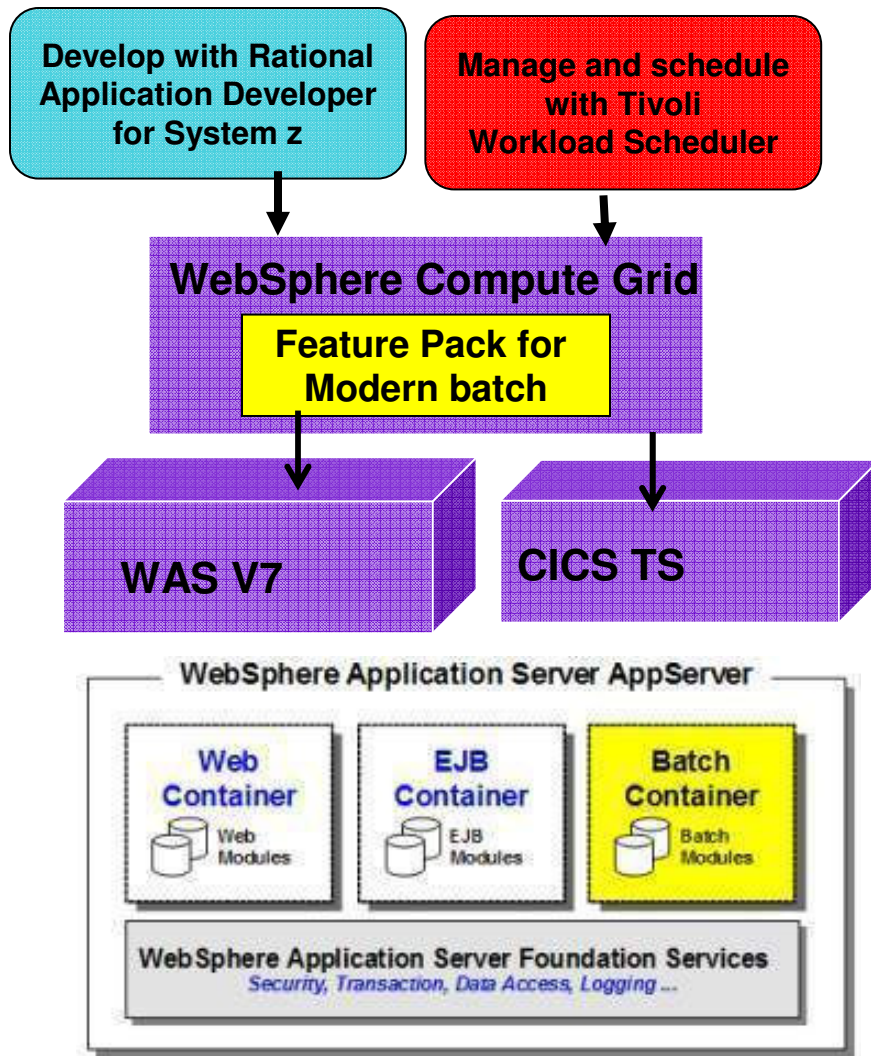 Develop with Rational
Application Developer
for System z
Manage and schedule
with Tivoli
Workload Scheduler
WebSphere Compute Grid
Feature Pack for
Modern batch
WAS V7
CICS TS
WebSphere Application Server AppServer
Web
Container
Web
Modules
EJB
Container
EJB
Modules
Batch
Container
Batch
Modules
WebSphere Application Server Foundation Services
Security, Transaction, Data Access, Logging ...